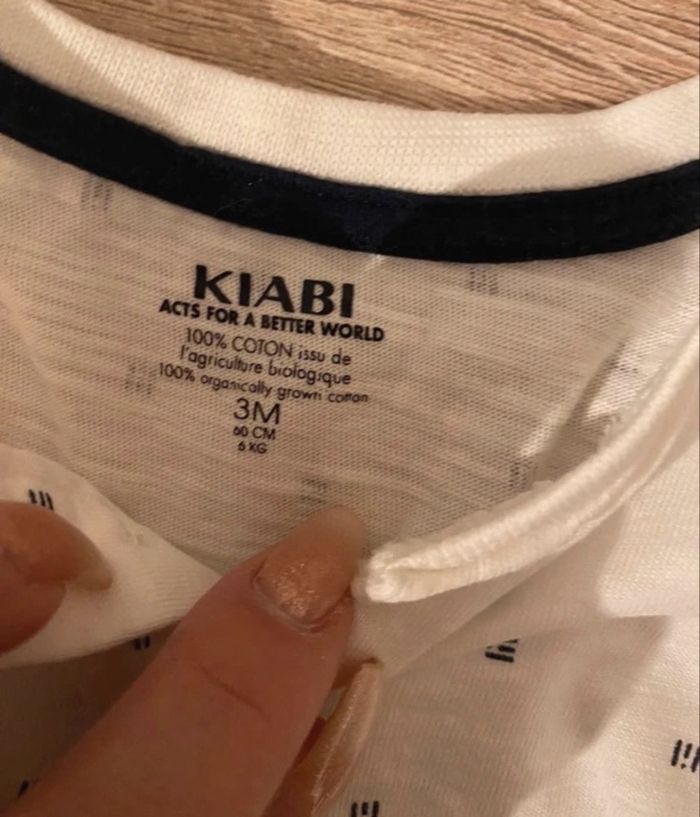 KIABI
ACTS FOR A BETTER WORLD
100% COTON issu de
l'agriculture biologique
100% organically grown cotton
3M
60 CM
6 KG